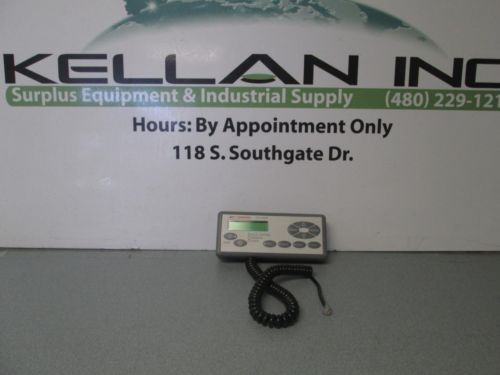 KELLAN INC
Surplus Equipment & Industrial Supply (480) 229-121
Hours: By Appointment Only
118 S. Southgate Dr.